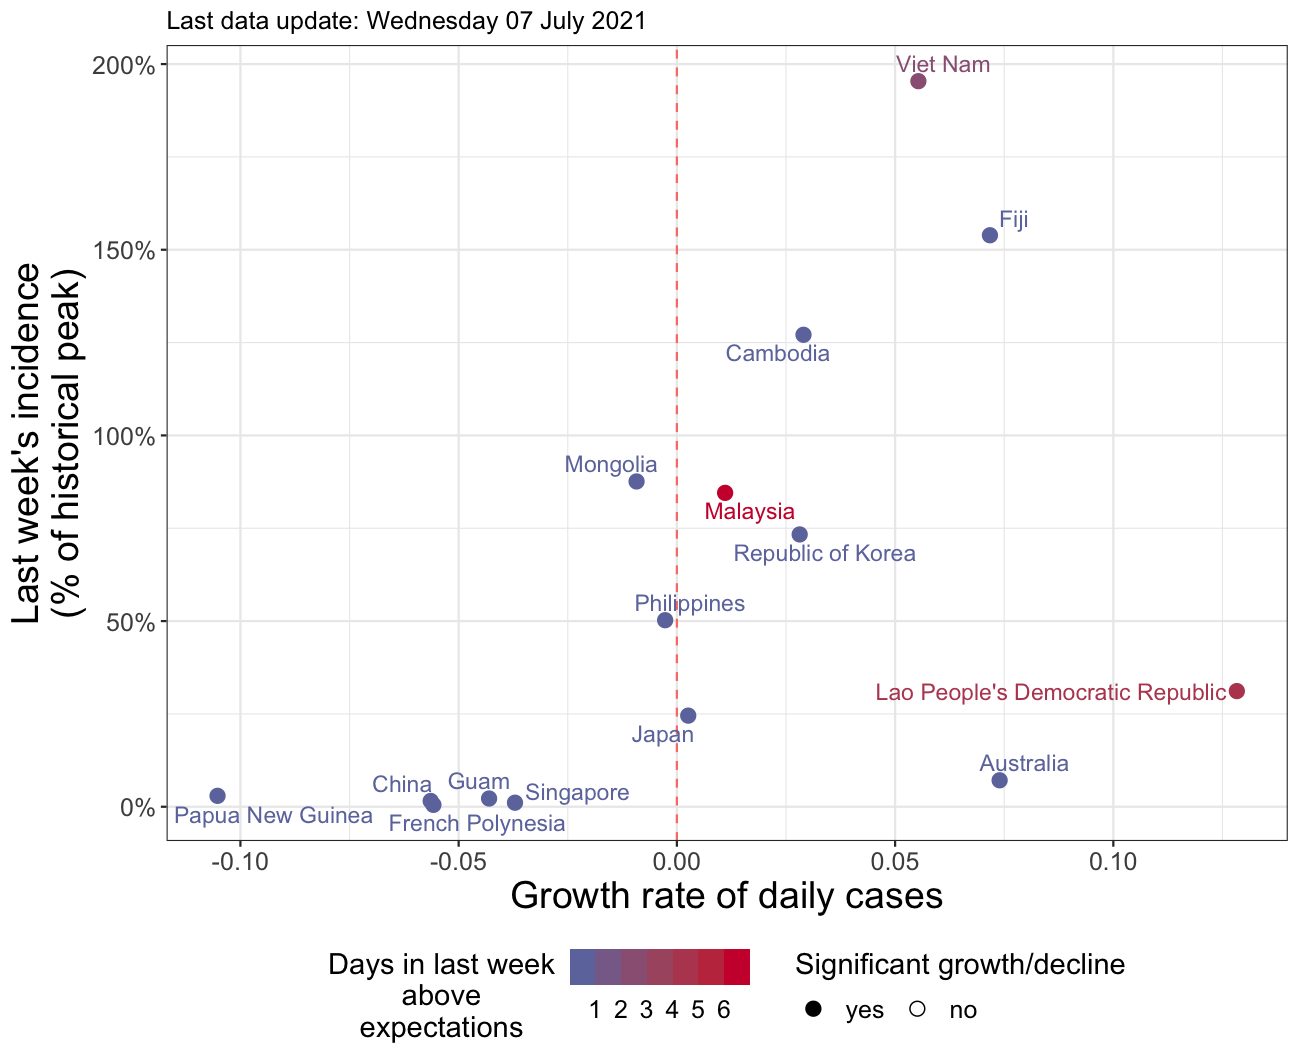 Last data update: Wednesday 07 July 2021
200%
150%
100%
50%
0%
Last week's incidence
(% of historical peak)
Viet Nam
Fiji
Cambodia
Mongolia
Malaysia
Republic of Korea
Philippines
Lao People's Democratic Republic
Japan
Australia
China
Guam
Singapore
Papua New Guinea
French Polynesia
-0.10
-0.05
0.00
0.05
0.10
Growth rate of daily cases
Days in last week
above
expectations
1 2 3 4 5 6
Significant growth/decline
yes
no